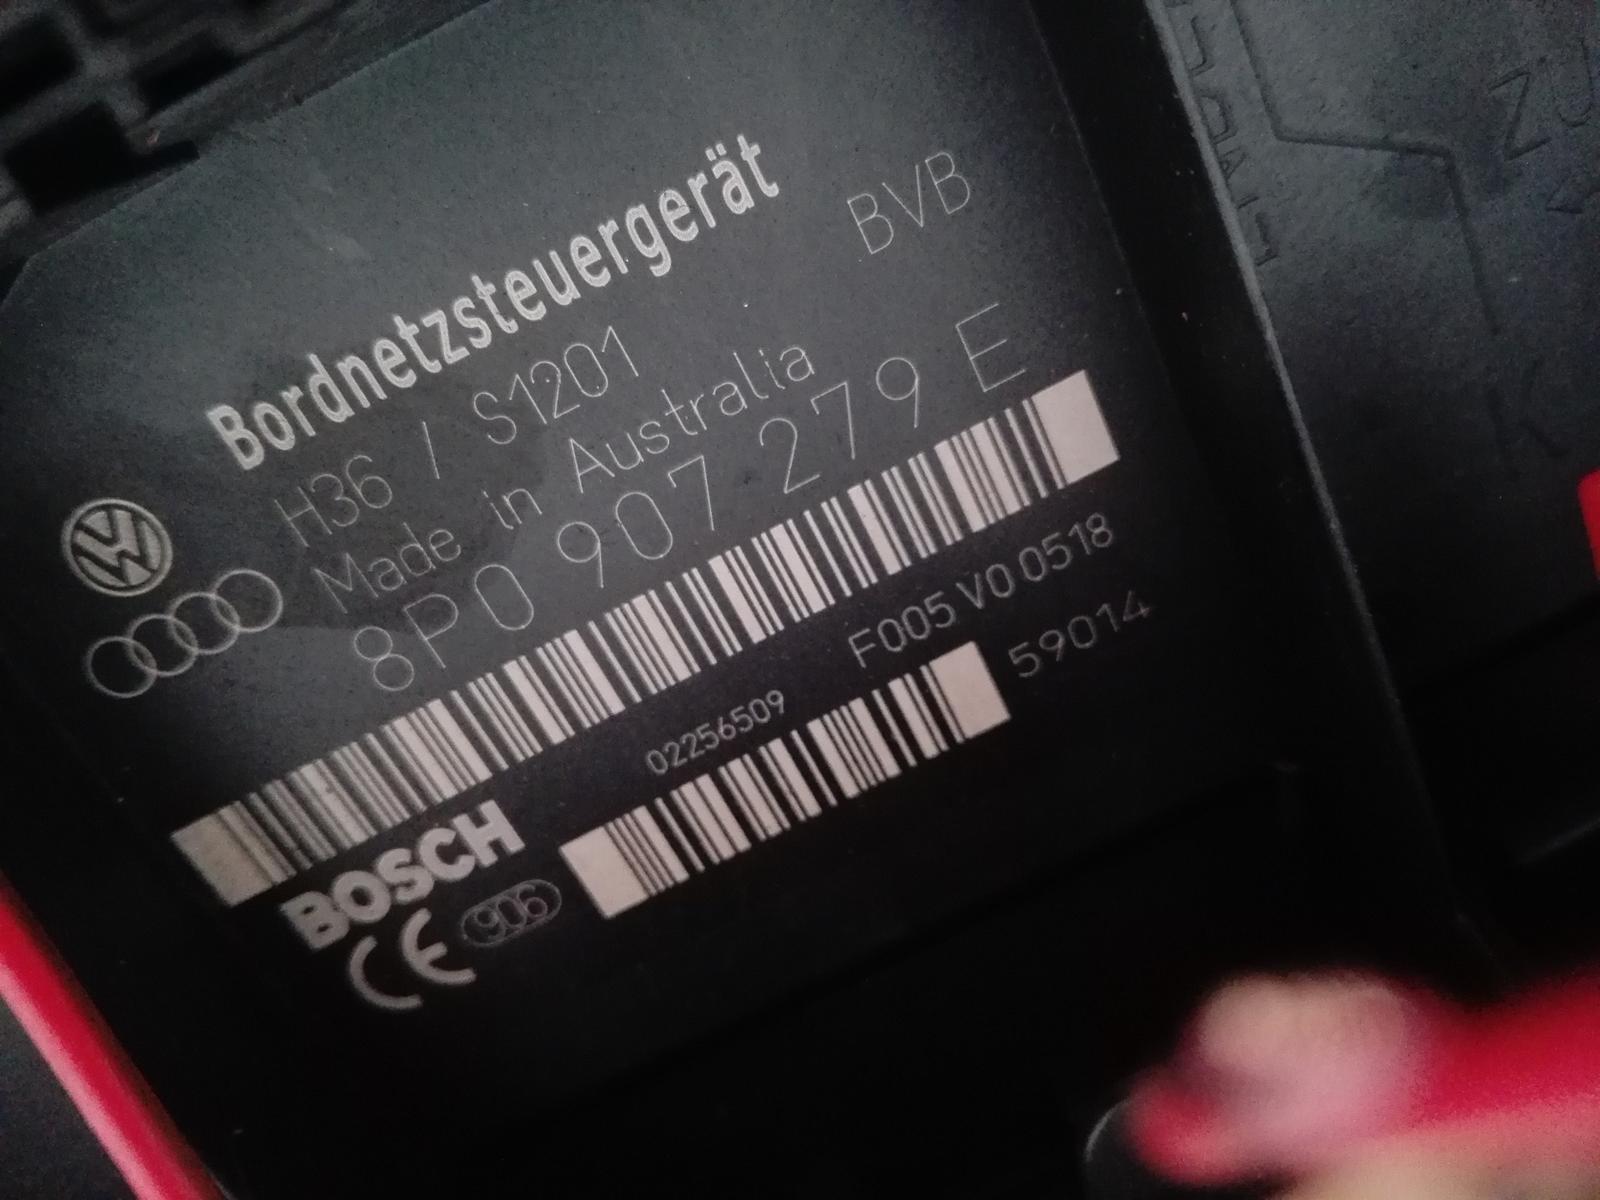 Bordnetzsteuergerät
BVB
H36 / S1201
Made in Australia
8P0 907 279 E
F005 V0 0518
02256509
59014
BOSCH
CE 906